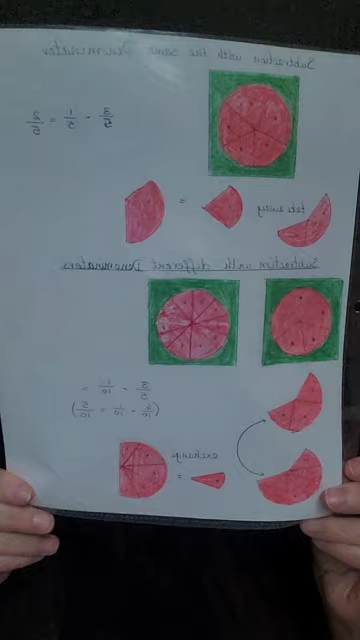 Subtraction with the same Denominator
3/5 - 1/5 = 2/5
take away =
Subtraction with different Denominators
3/5 - 1/10 =
(6/10 - 1/10 = 5/10)
exchange
=